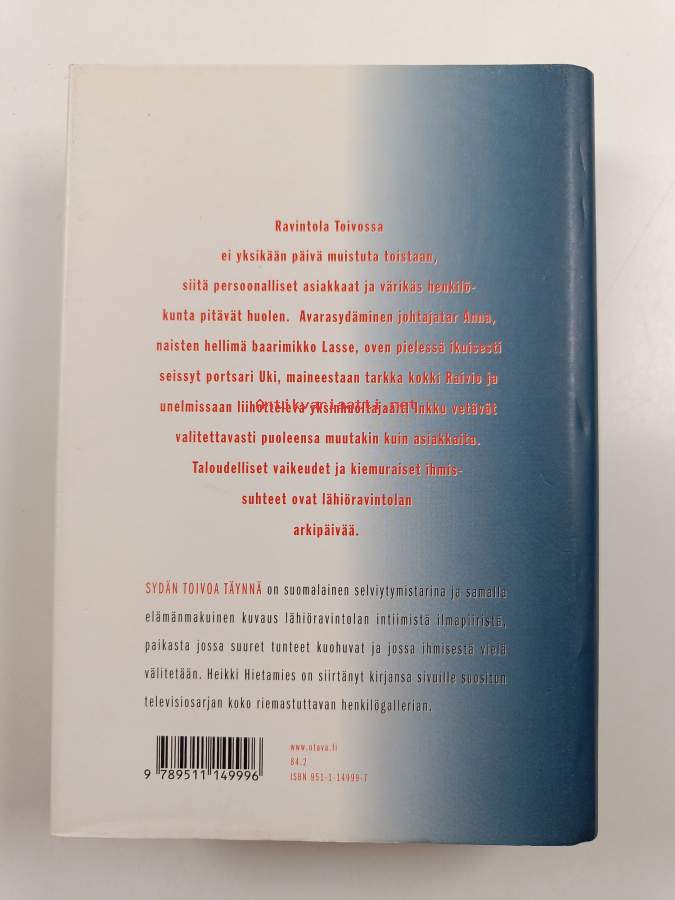 Ravintola Toivossa
ei yksikään päivä muistuta toistaan,
siitä persoonalliset asiakkaat ja värikäs henkilö-
kunta pitävät huolen. Avarasydäminen johtajatar Anna,
naisten hellimä baarimikko Lasse, oven pielessä ikuisesti
seissyt portsari Uki, maineestaan tarkka kokki Raivio ja
unelmissaan liihotteleva yksinhuoltajaäiti Inkku vetävät
antikvariaatti.net
valitettavasti puoleensa muutakin kuin asiakkaita.
Taloudelliset vaikeudet ja kiemuraiset ihmis-
suhteet ovat lähiöravintolan
arkipäivää.
SYDÄN TOIVOA TÄYNNÄ on suomalainen selviytymistarina ja samalla
elämänmakuinen kuvaus lähiöravintolan intiimistä ilmapiiristä,
paikasta jossa suuret tunteet kuohuvat ja jossa ihmisestä vielä
välitetään. Heikki Hietamies on siirtänyt kirjansa sivuille suositun
televisiosarjan koko riemastuttavan henkilögallerian.
www.otava.fi
84.2
ISBN 951-1-14999-7
9 789511 149996